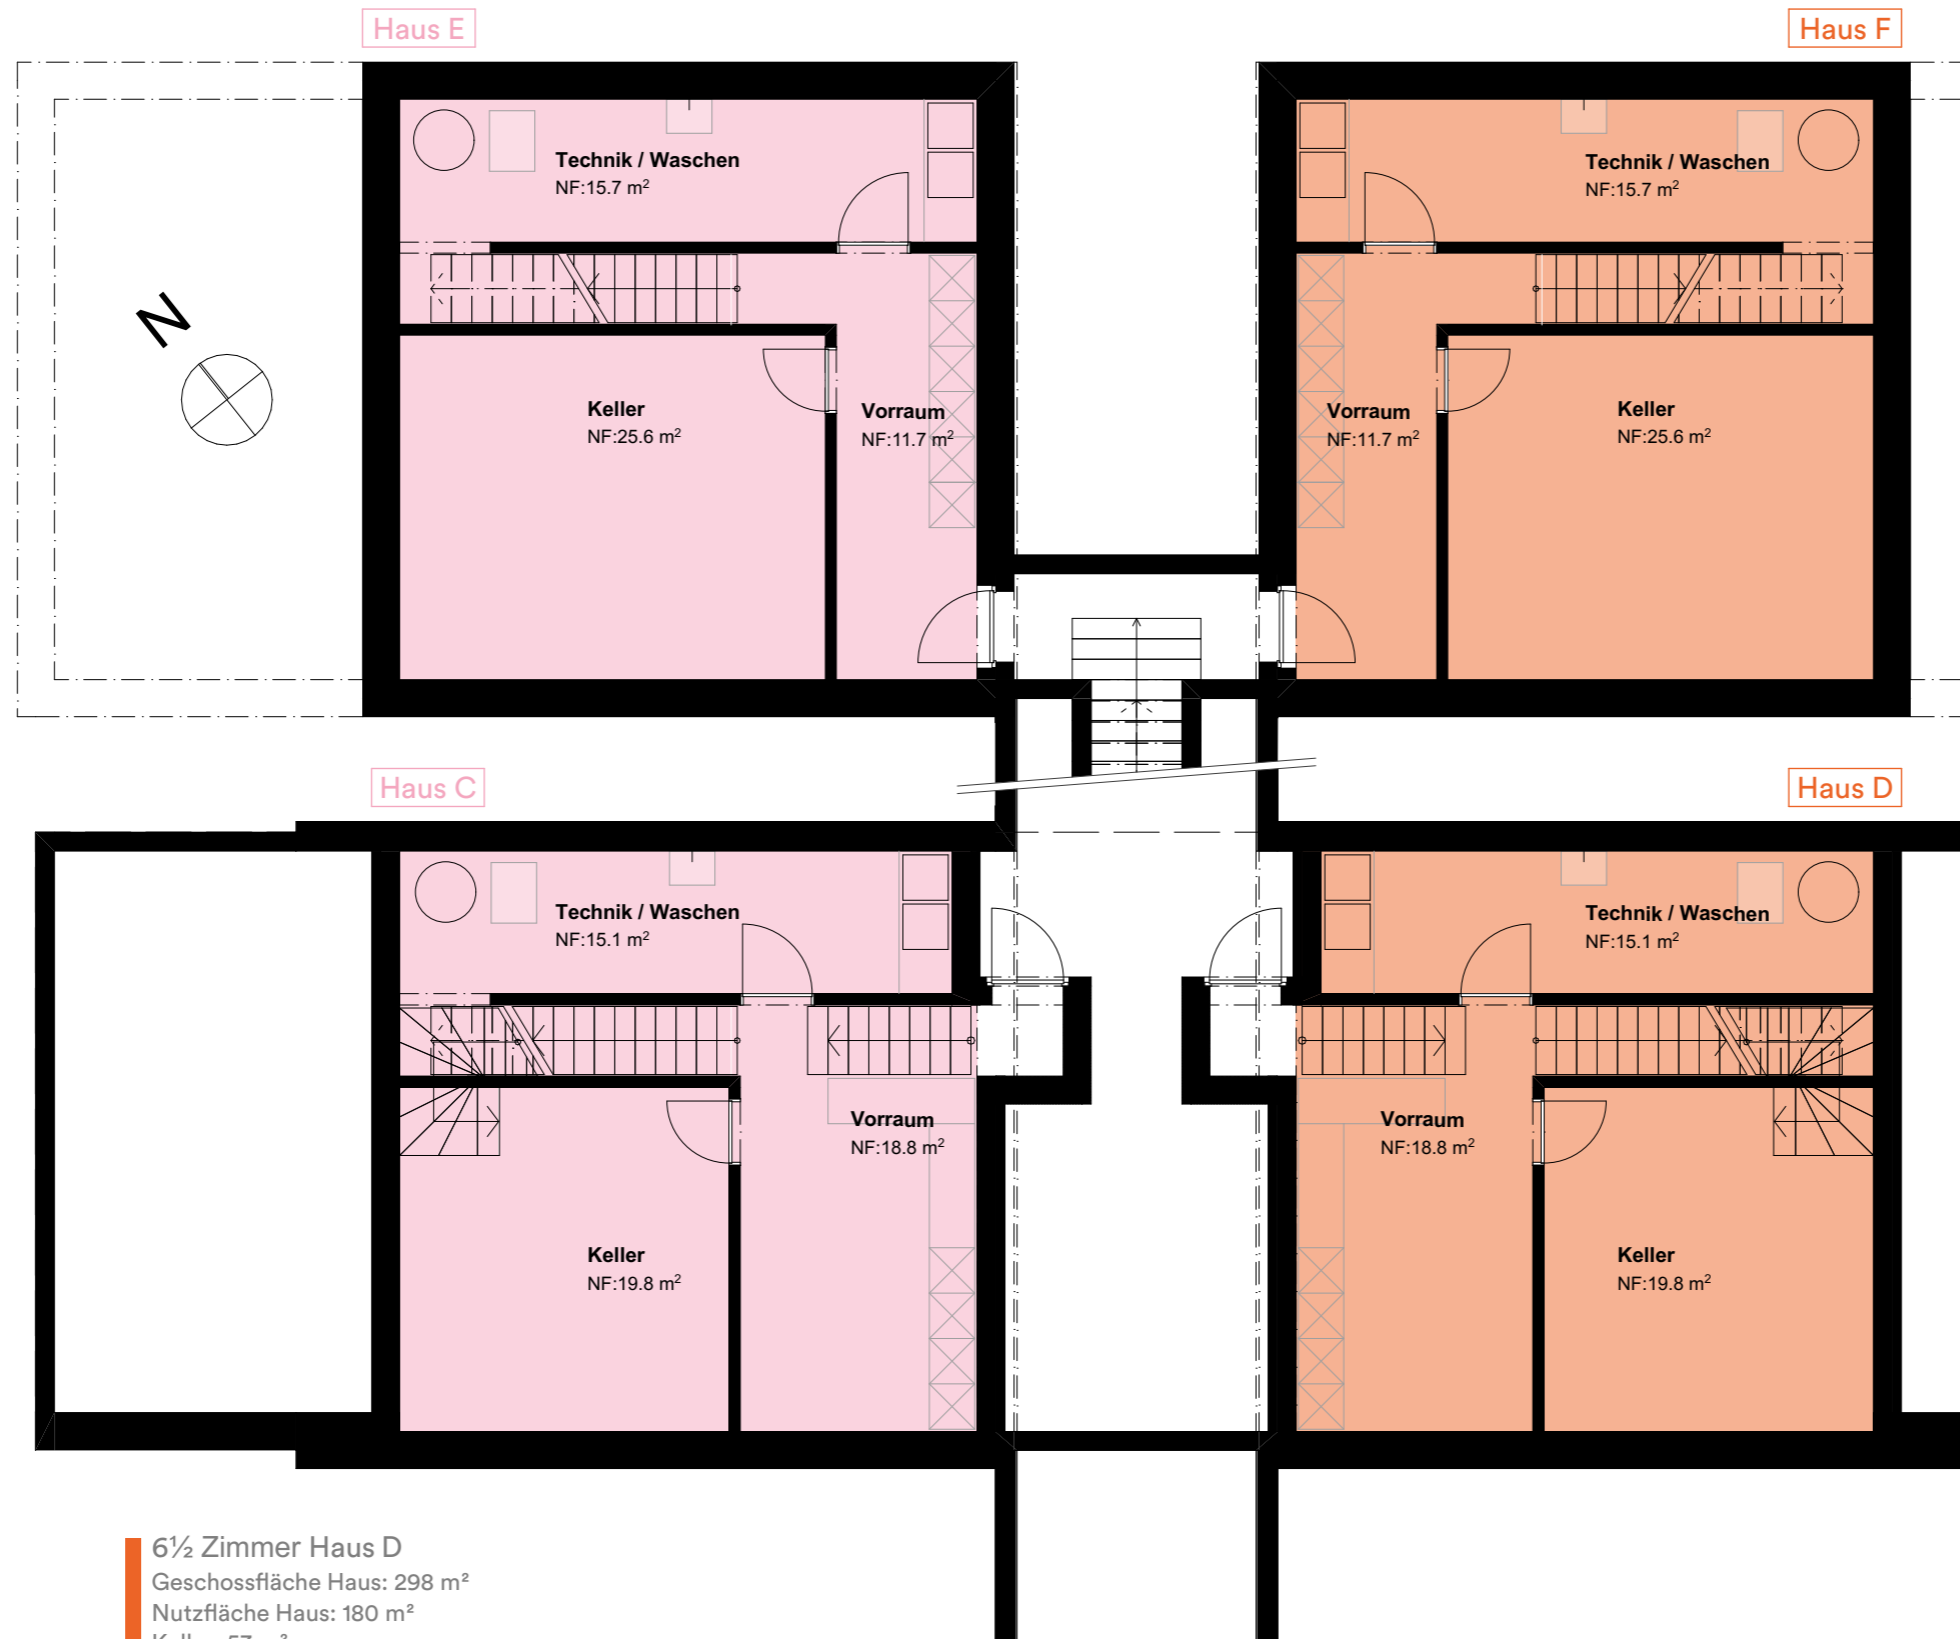 Haus E
Haus F
Technik / Waschen
NF:15.7 m²
Technik / Waschen
NF:15.7 m²
N
Keller
NF:25.6 m²
Vorraum
NF:11.7 m²
Vorraum
NF:11.7 m²
Keller
NF:25.6 m²
Haus C
Haus D
Technik / Waschen
NF:15.1 m²
Technik / Waschen
NF:15.1 m²
Vorraum
NF:18.8 m²
Vorraum
NF:18.8 m²
Keller
NF:19.8 m²
Keller
NF:19.8 m²
6½ Zimmer Haus D
Geschossfläche Haus: 298 m²
Nutzfläche Haus: 180 m²